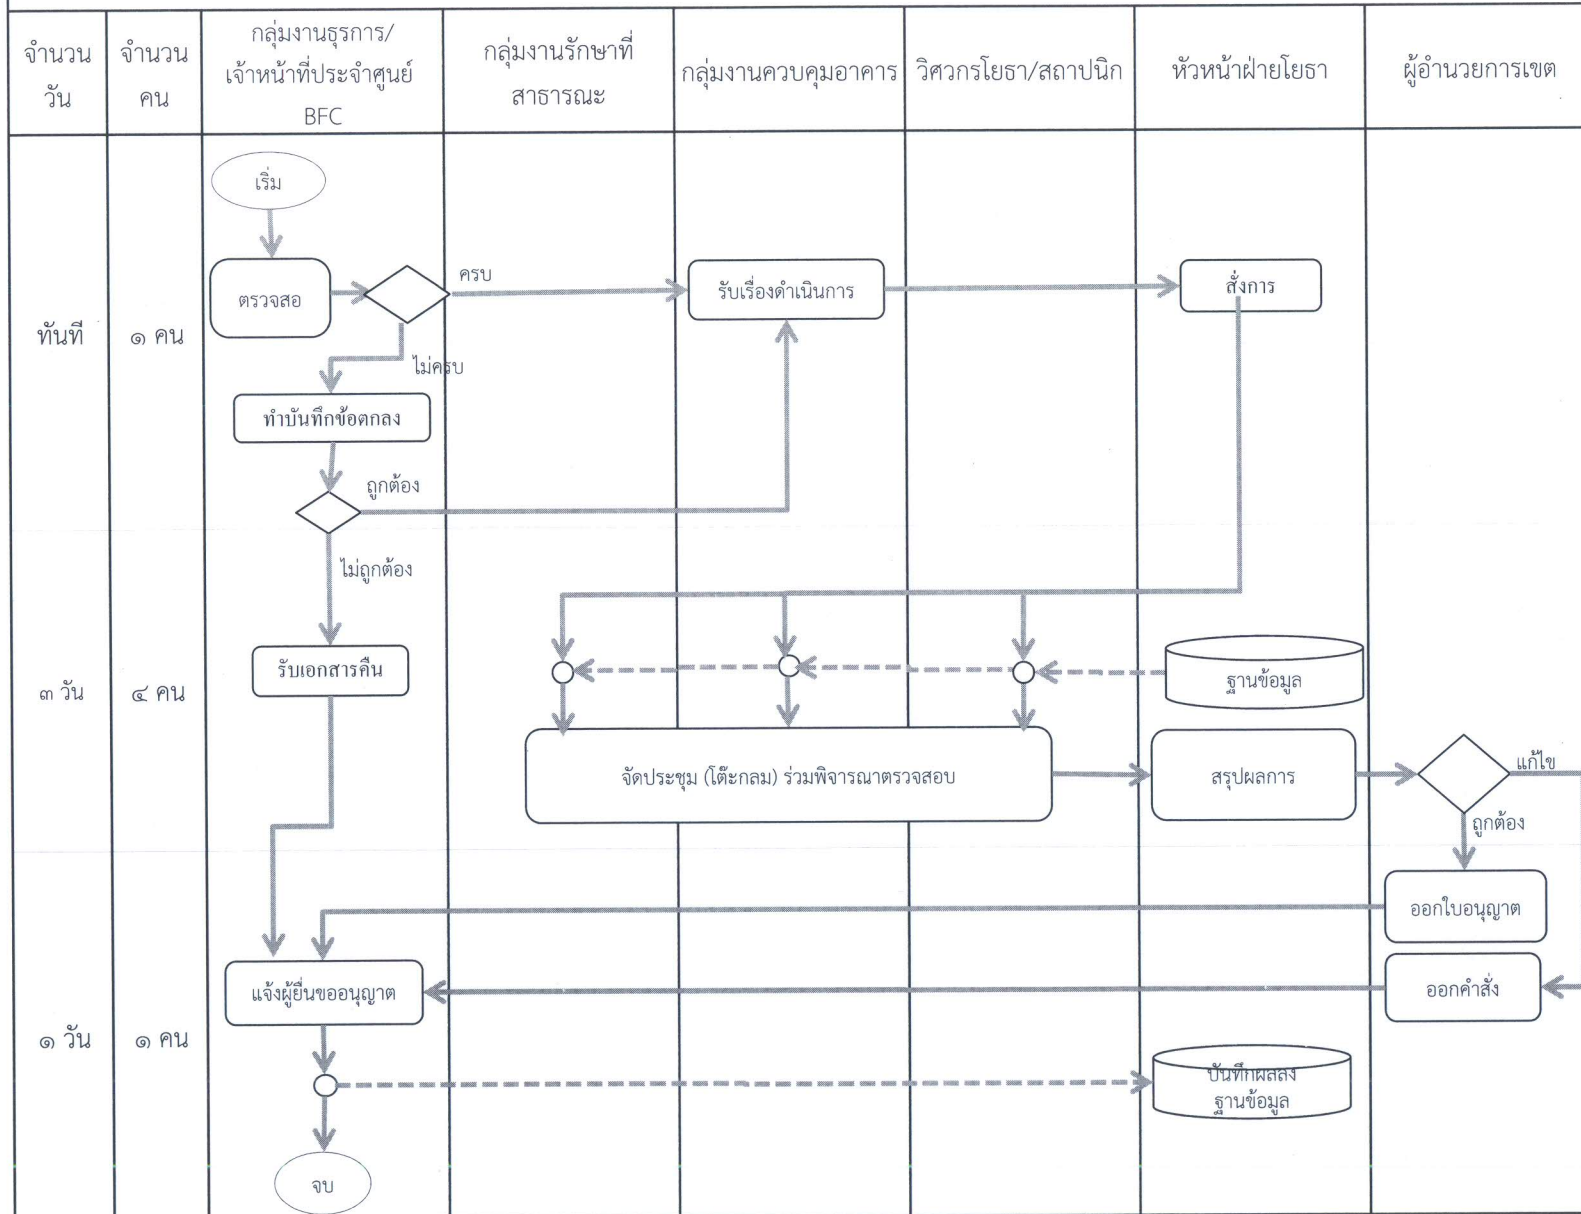 จำนวน
วัน
จำนวน
คน
กลุ่มงานธุรการ/
เจ้าหน้าที่ประจำศูนย์
BFC
กลุ่มงานรักษาที่
สาธารณะ
กลุ่มงานควบคุมอาคาร
วิศวกรโยธา/สถาปนิก
หัวหน้าฝ่ายโยธา
ผู้อำนวยการเขต
เริ่ม
ตรวจสอ
ครบ
รับเรื่องดำเนินการ
สั่งการ
ทันที
๑ คน
ไม่ครบ
ทำบันทึกข้อตกลง
ถูกต้อง
ไม่ถูกต้อง
รับเอกสารคืน
ฐานข้อมูล
๓ วัน
๔ คน
จัดประชุม (โต๊ะกลม) ร่วมพิจารณาตรวจสอบ
สรุปผลการ
แก้ไข
ถูกต้อง
ออกใบอนุญาต
แจ้งผู้ยื่นขออนุญาต
ออกคำสั่ง
๑ วัน
๑ คน
บันทึกผลลง
ฐานข้อมูล
จบ